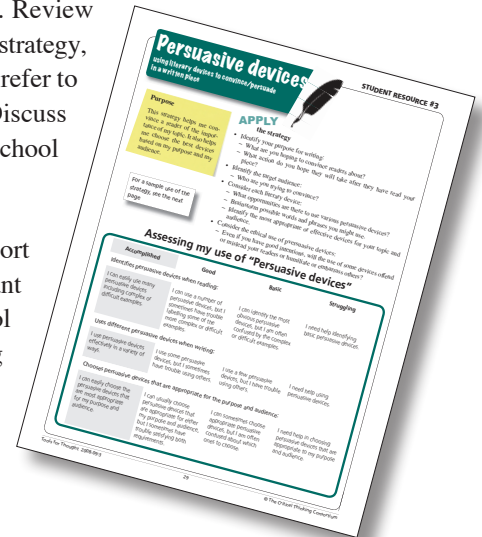 . Review
strategy,
refer to
Discuss
school
ort
ant
ol
g
Persuasive devices
using literary devices to convince/persuade
in a written piece
STUDENT RESOURCE #3
Purpose
This strategy helps me con-
vince a reader of the impor-
tance of my topic. It also helps
me choose the best devices
based on my purpose and my
audience.
For a sample use of the
strategy, see the next
page.
APPLY
the strategy
• Identify your purpose for writing:
– What are you hoping to convince readers about?
– What action do you hope they will take after they have read your
piece?
• Identify the target audience:
– Who are you trying to convince?
• Consider each literary device:
– What opportunities are there to use various persuasive devices?
– Brainstorm possible words and phrases you might use.
– Identify the most appropriate or effective devices for your topic and
audience.
• Consider the ethical use of persuasive devices:
– Even if you have good intentions, will the use of some devices offend
or mislead your readers or humiliate or embarrass others?
Assessing my use of “Persuasive devices”
Accomplished Good Basic Struggling
Identifies persuasive devices when reading:
I can easily use many
persuasive devices
including complex or
difficult examples.
I can use a number of
persuasive devices, but I
sometimes have trouble
labelling some of the
more complex or difficult
examples.
I can identify the most
obvious persuasive
devices, but I am often
confused by the complex
or difficult examples.
I need help identifying
basic persuasive devices.
Uses different persuasive devices when writing:
I use persuasive devices
effectively in a variety of
ways.
I use some persuasive
devices, but I sometimes
have trouble using others.
I use a few persuasive
devices, but I have trouble
using others.
I need help using
persuasive devices.
Chooses persuasive devices that are appropriate for the purpose and audience:
I can easily choose the
persuasive devices that
are most appropriate
for my purpose and
audience.
I can usually choose
persuasive devices that
are appropriate for either
my purpose and audience,
but I sometimes have
trouble satisfying both
requirements.
I can sometimes choose
appropriate persuasive
devices, but I am often
confused about which
ones to choose.
I need help in choosing
persuasive devices that are
appropriate to my purpose
and audience.
Tools for Thought, 2008-09:3
29
© The Critical Thinking Consortium